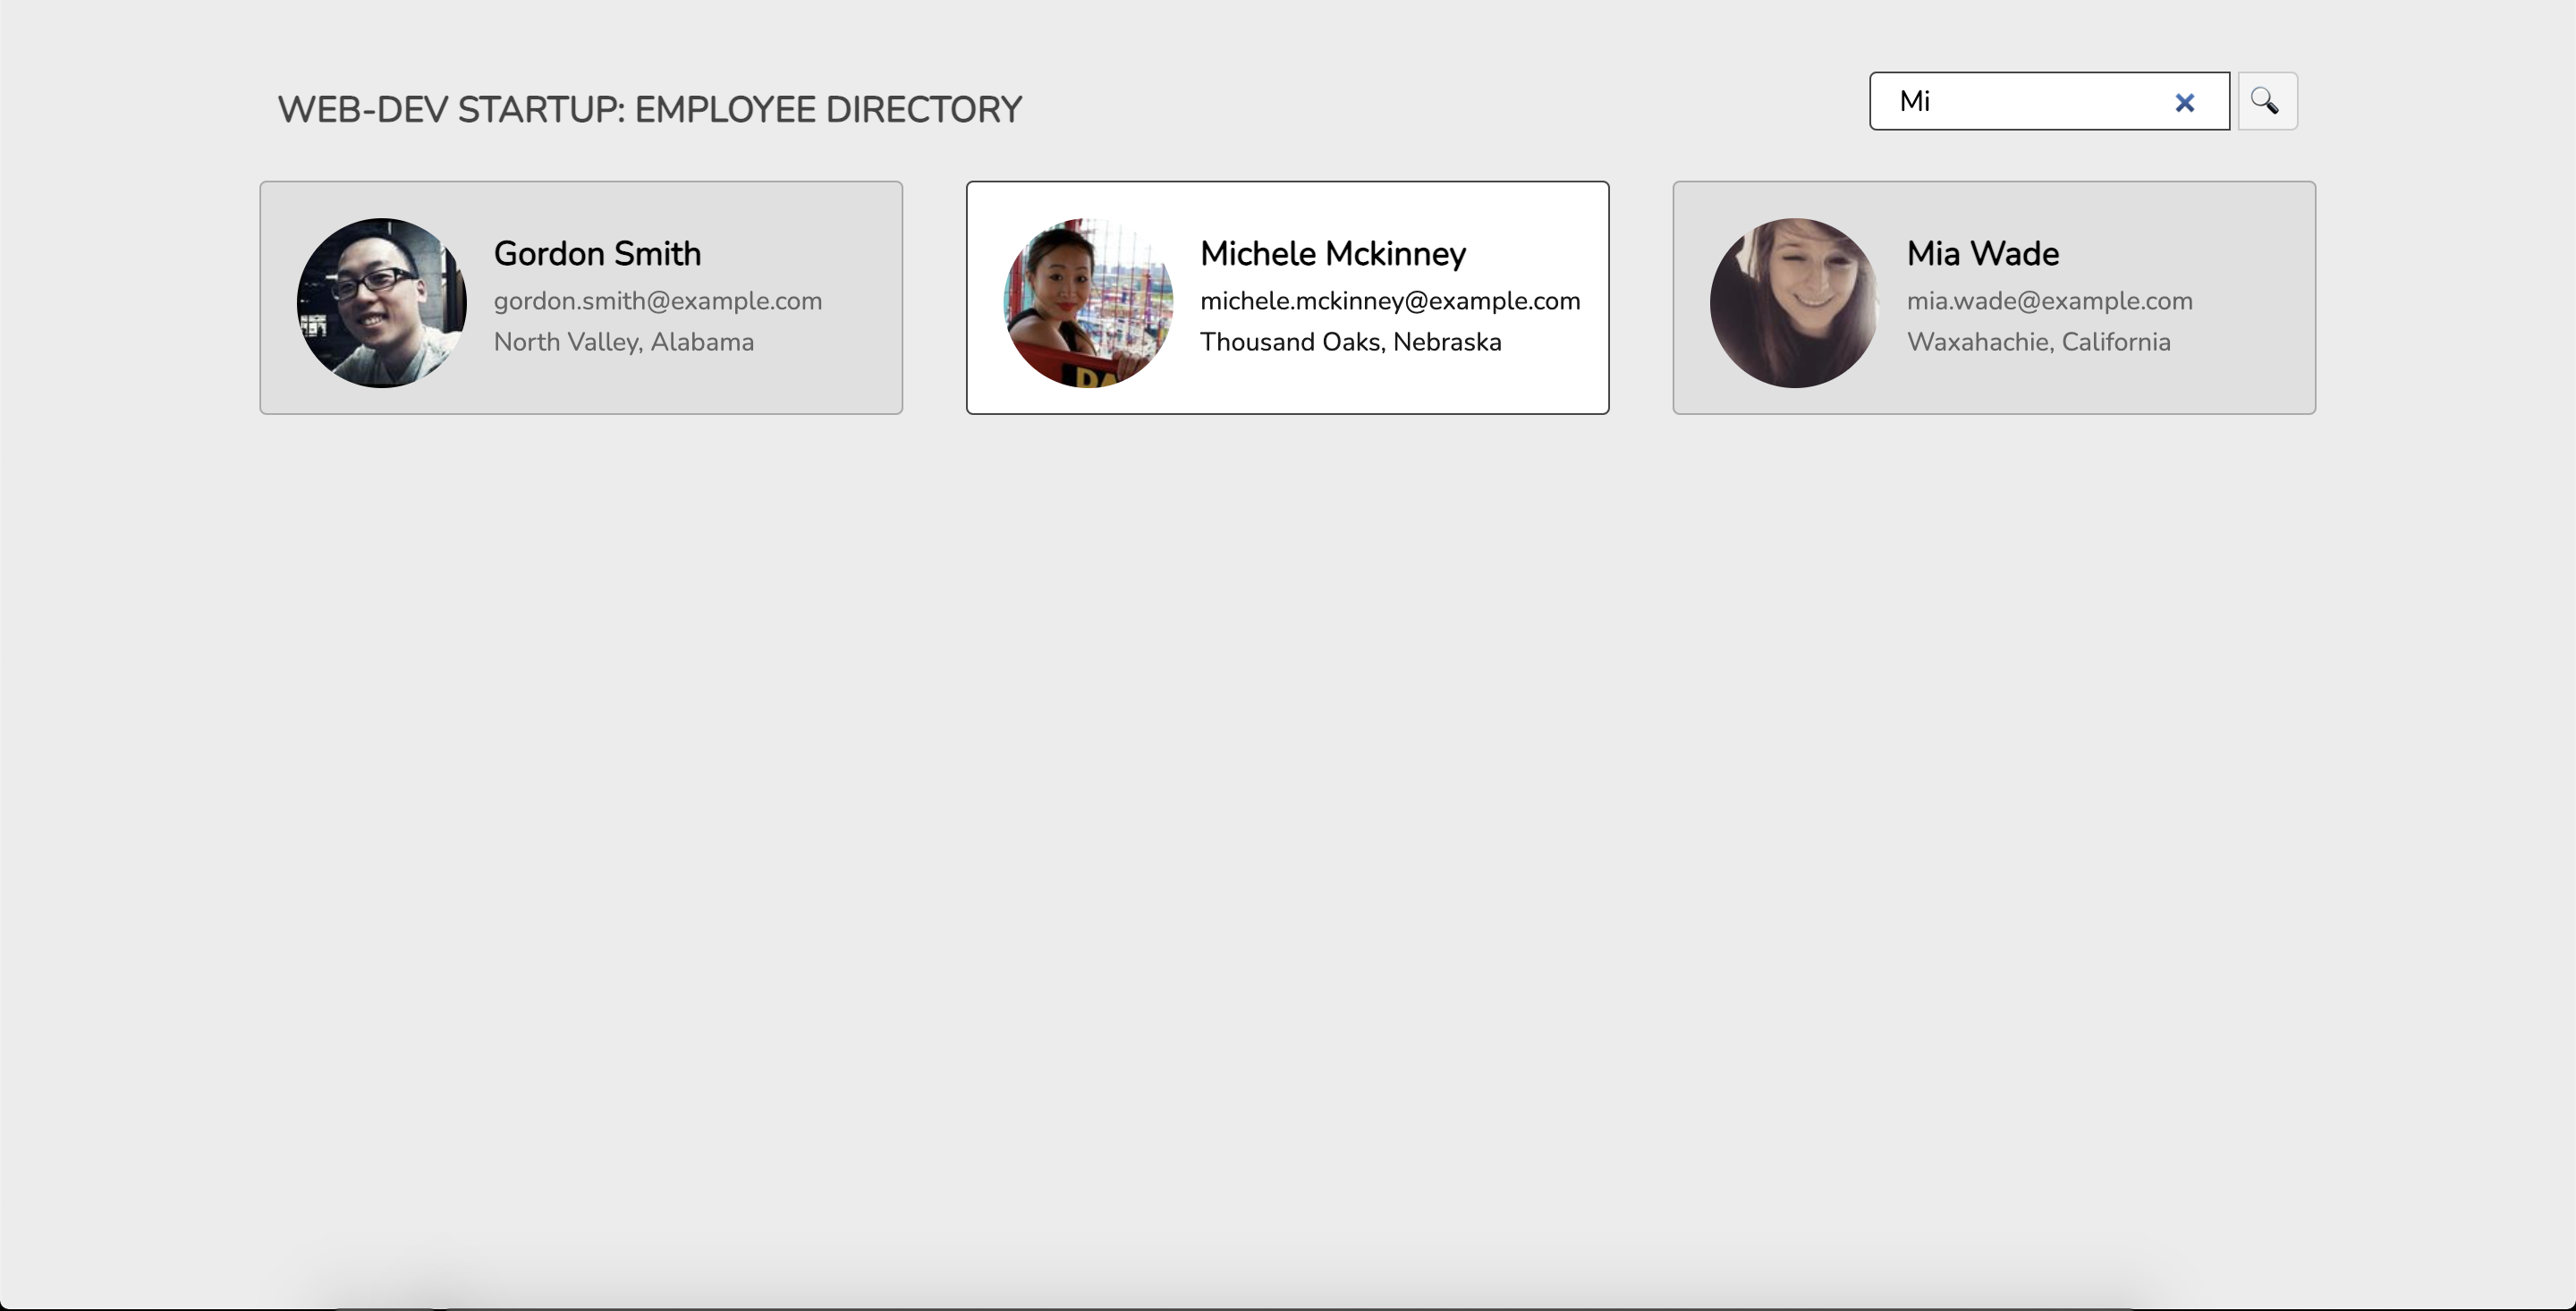 WEB-DEV STARTUP: EMPLOYEE DIRECTORY
Mi
Gordon Smith
gordon.smith@example.com
North Valley, Alabama
Michele Mckinney
michele.mckinney@example.com
Thousand Oaks, Nebraska
Mia Wade
mia.wade@example.com
Waxahachie, California